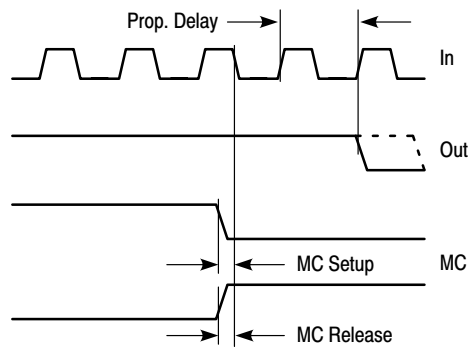 Prop. Delay
In
Out
MC Setup
MC
MC Release